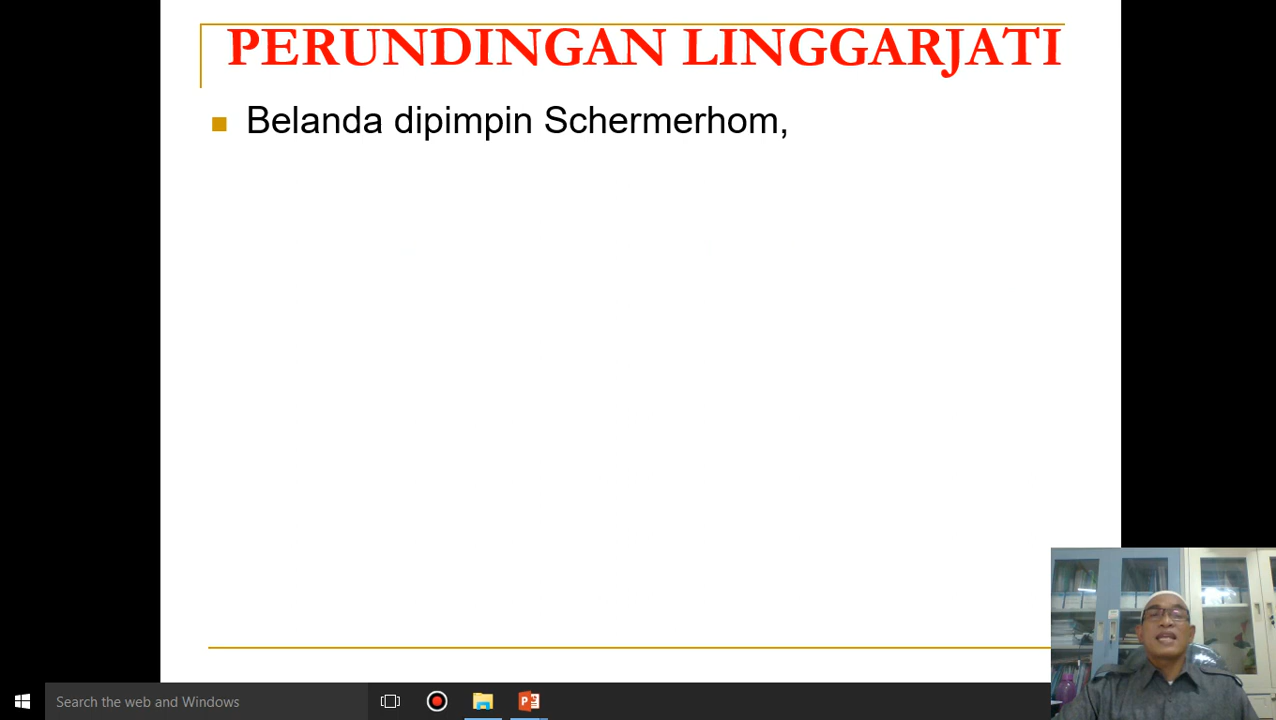 PERUNDINGAN LINGGARJATI
Belanda dipimpin Schermerhom,
Search the web and Windows